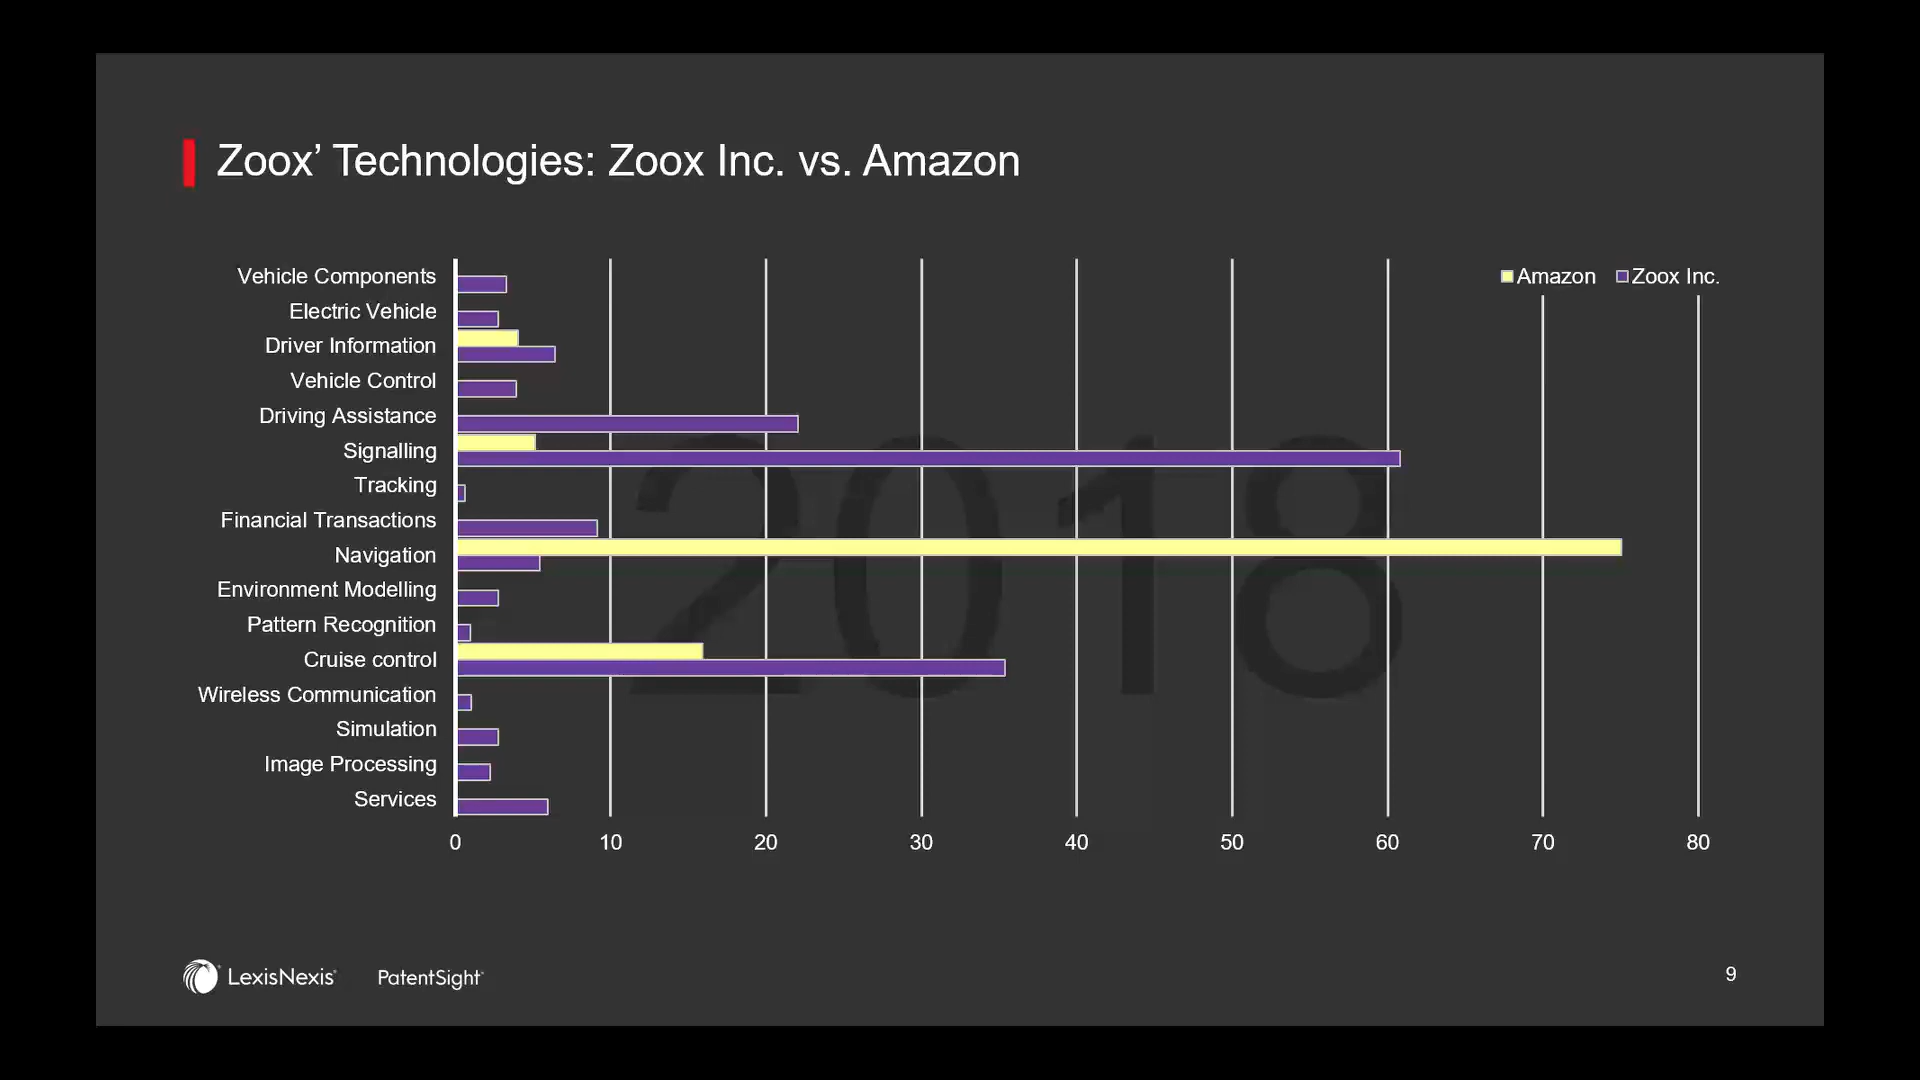 Zoox’ Technologies: Zoox Inc. vs. Amazon
Amazon Zoox Inc.
Vehicle Components
Electric Vehicle
Driver Information
Vehicle Control
Driving Assistance
Signalling
Tracking
Financial Transactions
Navigation
Environment Modelling
Pattern Recognition
Cruise control
Wireless Communication
Simulation
Image Processing
Services
2018
0 10 20 30 40 50 60 70 80
LexisNexis PatentSight 9